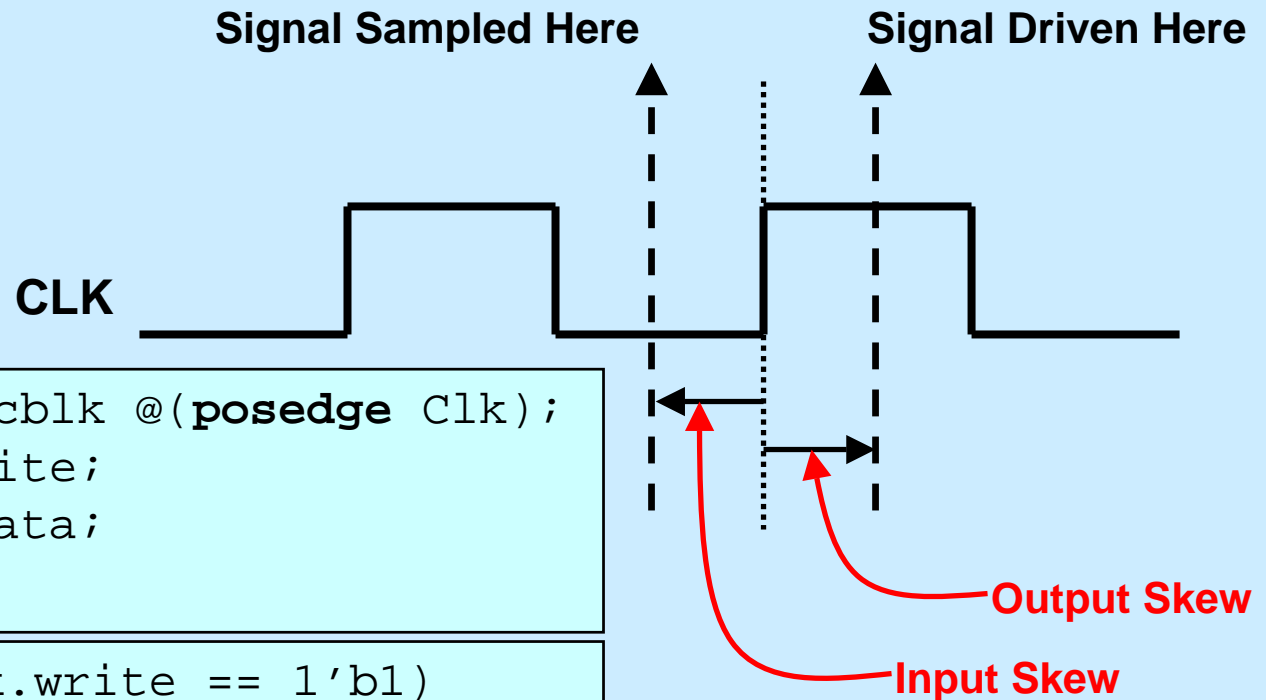 Signal Sampled Here
Signal Driven Here
CLK
cblk @(posedge Clk);
ite;
ata;
.write == 1’b1)
Output Skew
Input Skew